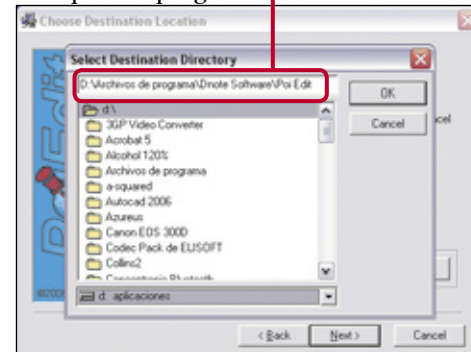 Choose Destination Location
Select Destination Directory
D:\Archivos de programa\Dnote Software\Poi Edit
OK
Cancel
d:\
3GP Video Converter
Acrobat 5
Alcohol 120%
Archivos de programa
a-squared
Autocad 2006
Azureus
Canon EOS 300D
Codec Pack de ELISOFT
Collins2
d: aplicaciones
PoiEdit
< Back
Next >
Cancel